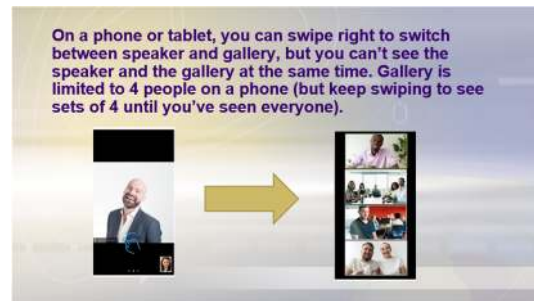 On a phone or tablet, you can swipe right to switch
between speaker and gallery, but you can’t see the
speaker and the gallery at the same time. Gallery is
limited to 4 people on a phone (but keep swiping to see
sets of 4 until you’ve seen everyone).